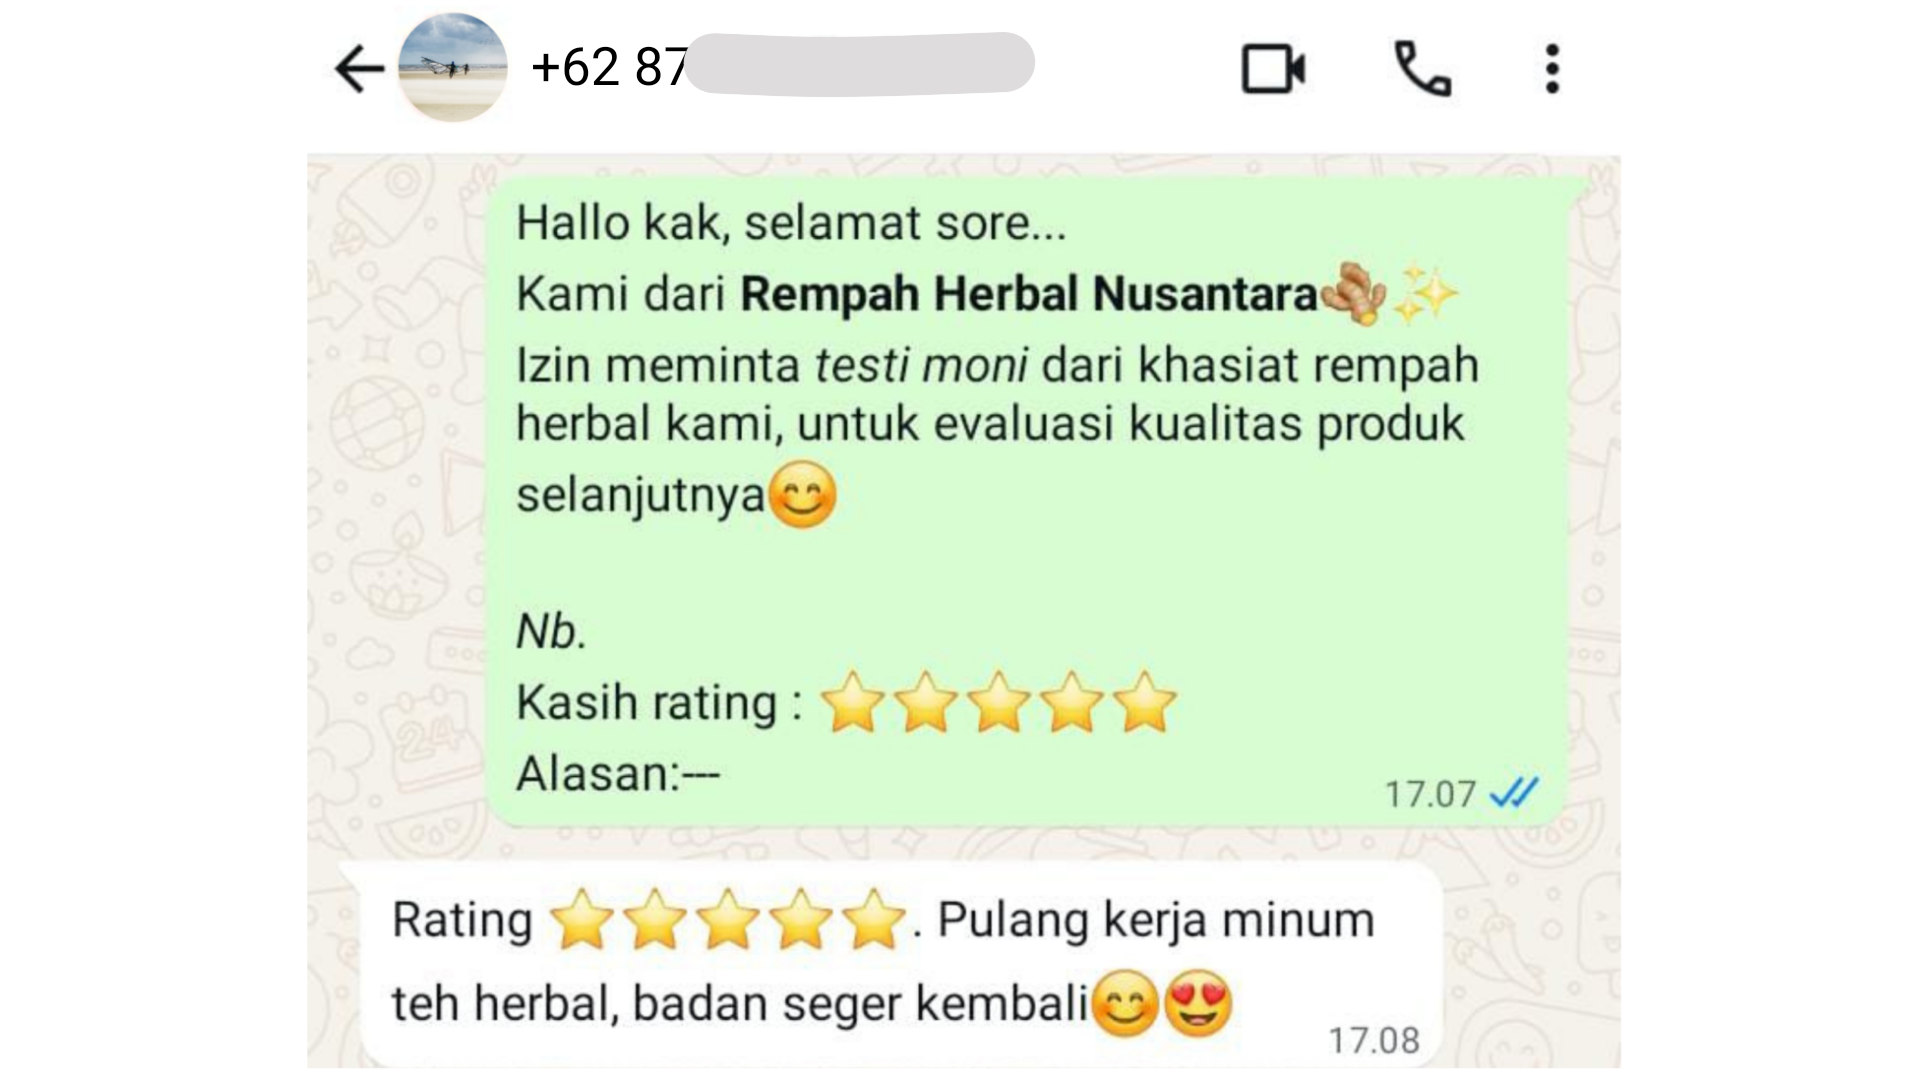 +62 87
Hallo kak, selamat sore...
Kami dari Rempah Herbal Nusantara🫚✨
Izin meminta testi moni dari khasiat rempah
herbal kami, untuk evaluasi kualitas produk
selanjutnya😊
Nb.
Kasih rating : ⭐⭐⭐⭐⭐
Alasan:---
17.07
Rating ⭐⭐⭐⭐⭐. Pulang kerja minum
teh herbal, badan seger kembali😊😍
17.08